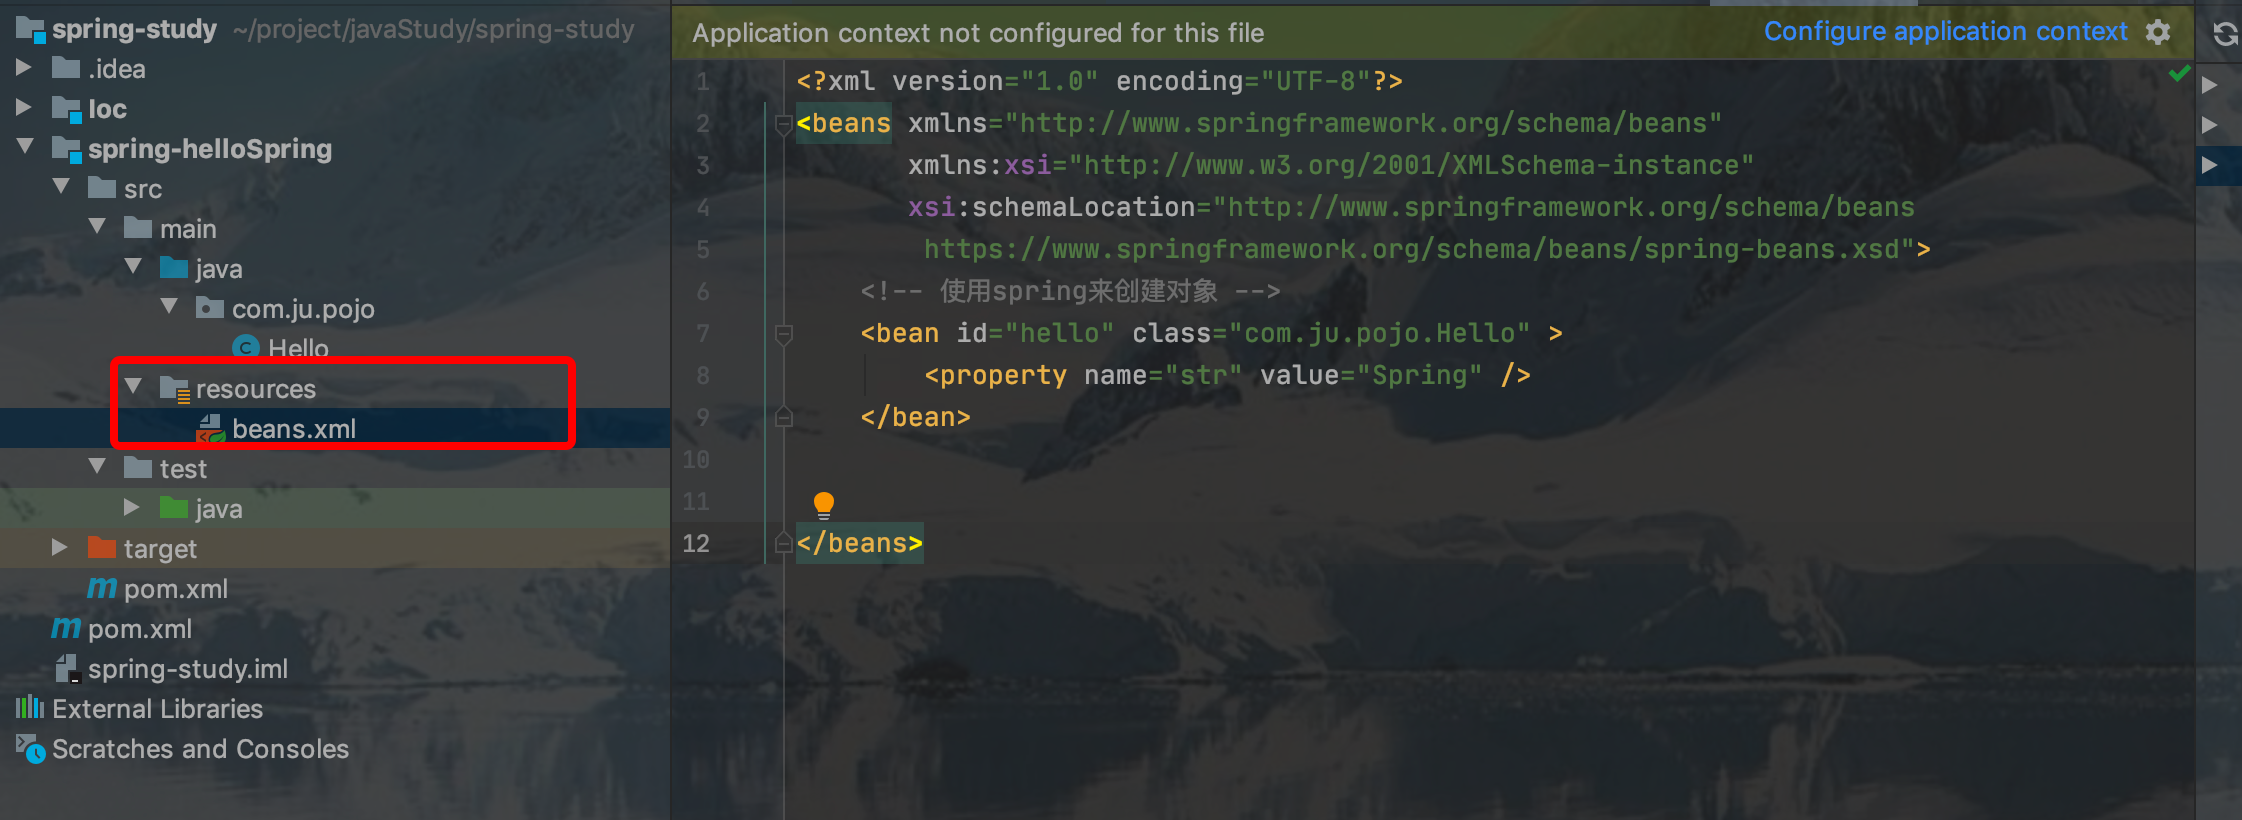 spring-study ~/project/javaStudy/spring-study
.idea
loc
spring-helloSpring
src
main
java
com.ju.pojo
Hello
resources
beans.xml
test
java
target
pom.xml
pom.xml
spring-study.iml
External Libraries
Scratches and Consoles
Application context not configured for this file
Configure application context
1 <?xml version="1.0" encoding="UTF-8"?>
2 <beans xmlns="http://www.springframework.org/schema/beans"
3 xmlns:xsi="http://www.w3.org/2001/XMLSchema-instance"
4 xsi:schemaLocation="http://www.springframework.org/schema/beans
5 https://www.springframework.org/schema/beans/spring-beans.xsd">
6 <!-- 使用spring来创建对象 -->
7 <bean id="hello" class="com.ju.pojo.Hello" >
8 <property name="str" value="Spring" />
9 </bean>
10
11
12 </beans>